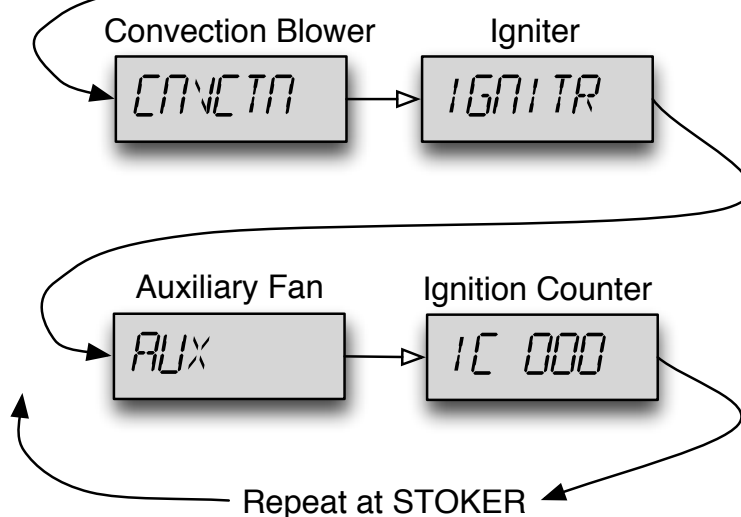 Convection Blower
CNVCTN
Igniter
IGNITR
Auxiliary Fan
AUX
Ignition Counter
IC 000
Repeat at STOKER